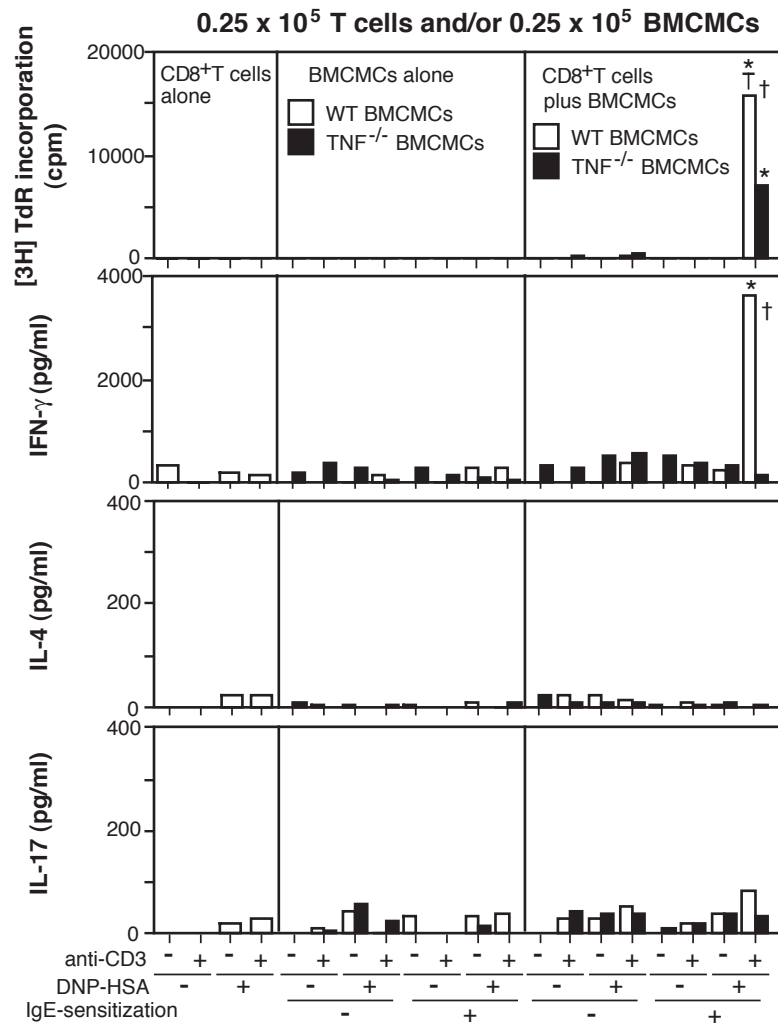 0.25 x 10⁵ T cells and/or 0.25 x 10⁵ BMCMCs
[3H] TdR incorporation
(cpm)
20000
10000
0
CD8⁺T cells
alone
BMCMCs alone
WT BMCMCs
TNF⁻/⁻ BMCMCs
CD8⁺T cells
plus BMCMCs
WT BMCMCs
TNF⁻/⁻ BMCMCs
* †
*
IFN-γ (pg/ml)
4000
2000
0
* †
IL-4 (pg/ml)
400
200
0
IL-17 (pg/ml)
400
200
0
anti-CD3 - + - + - + - + - + - + - + - + - + - +
DNP-HSA - + - + - + - + - +
IgE-sensitization - + - +